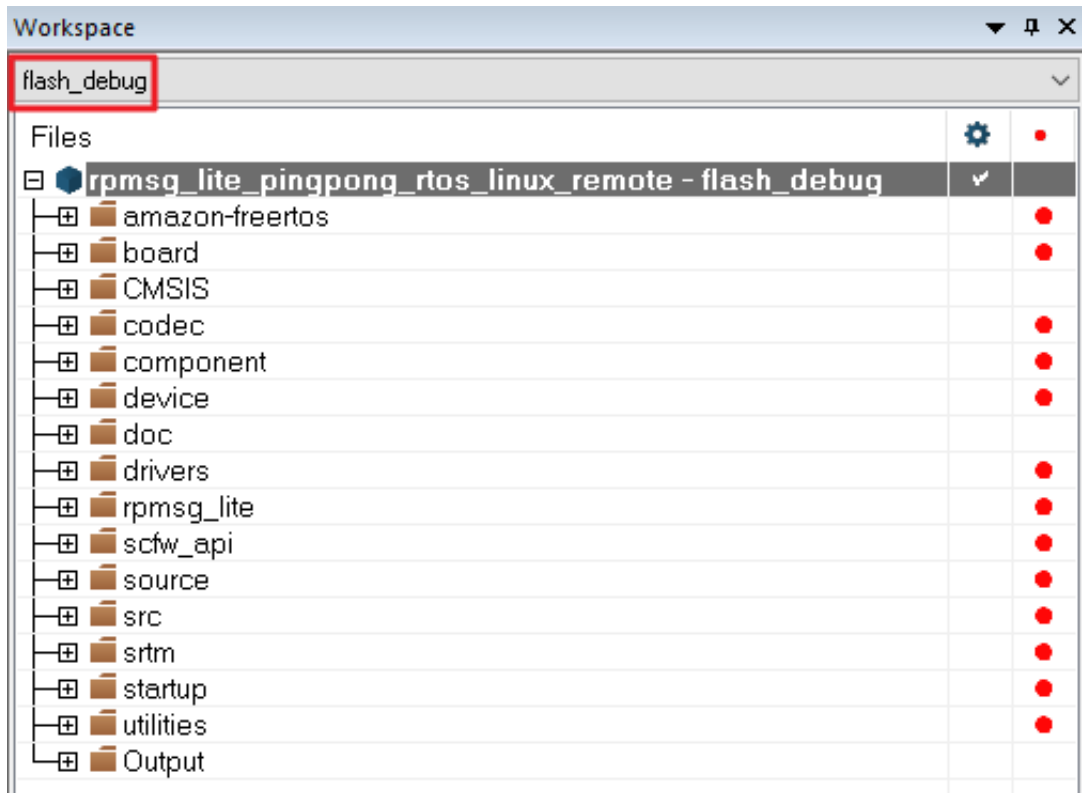 Workspace
flash_debug
Files
rpmsg_lite_pingpong_rtos_linux_remote - flash_debug
amazon-freertos
board
CMSIS
codec
component
device
doc
drivers
rpmsg_lite
scfw_api
source
src
srtm
startup
utilities
Output